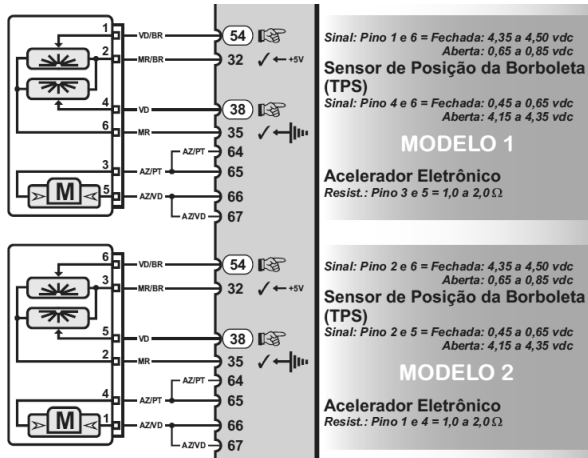 1 VD/BR 54
2 MR/BR 32 +5V
4 VD 38
6 MR 35
AZ/PT 64
3 AZ/PT 65
M 5 AZ/VD 66
AZ/VD 67
Sinal: Pino 1 e 6 = Fechada: 4,35 a 4,50 vdc
Aberta: 0,65 a 0,85 vdc
Sensor de Posição da Borboleta
(TPS)
Sinal: Pino 4 e 6 = Fechada: 0,45 a 0,65 vdc
Aberta: 4,15 a 4,35 vdc
MODELO 1
Acelerador Eletrônico
Resist.: Pino 3 e 5 = 1,0 a 2,0 Ω
6 VD/BR 54
3 MR/BR 32 +5V
5 VD 38
2 MR 35
AZ/PT 64
4 AZ/PT 65
M 1 AZ/VD 66
AZ/VD 67
Sinal: Pino 2 e 6 = Fechada: 4,35 a 4,50 vdc
Aberta: 0,65 a 0,85 vdc
Sensor de Posição da Borboleta
(TPS)
Sinal: Pino 2 e 5 = Fechada: 0,45 a 0,65 vdc
Aberta: 4,15 a 4,35 vdc
MODELO 2
Acelerador Eletrônico
Resist.: Pino 1 e 4 = 1,0 a 2,0 Ω